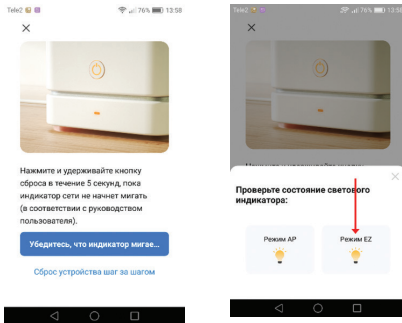 Tele2 76% 13:58
Нажмите и удерживайте кнопку
сброса в течение 5 секунд, пока
индикатор сети не начнет мигать
(в соответствии с руководством
пользователя).
Убедитесь, что индикатор мигае...
Сброс устройства шаг за шагом
Tele2 76% 13:58
Проверьте состояние светового
индикатора:
Режим AP
Режим EZ